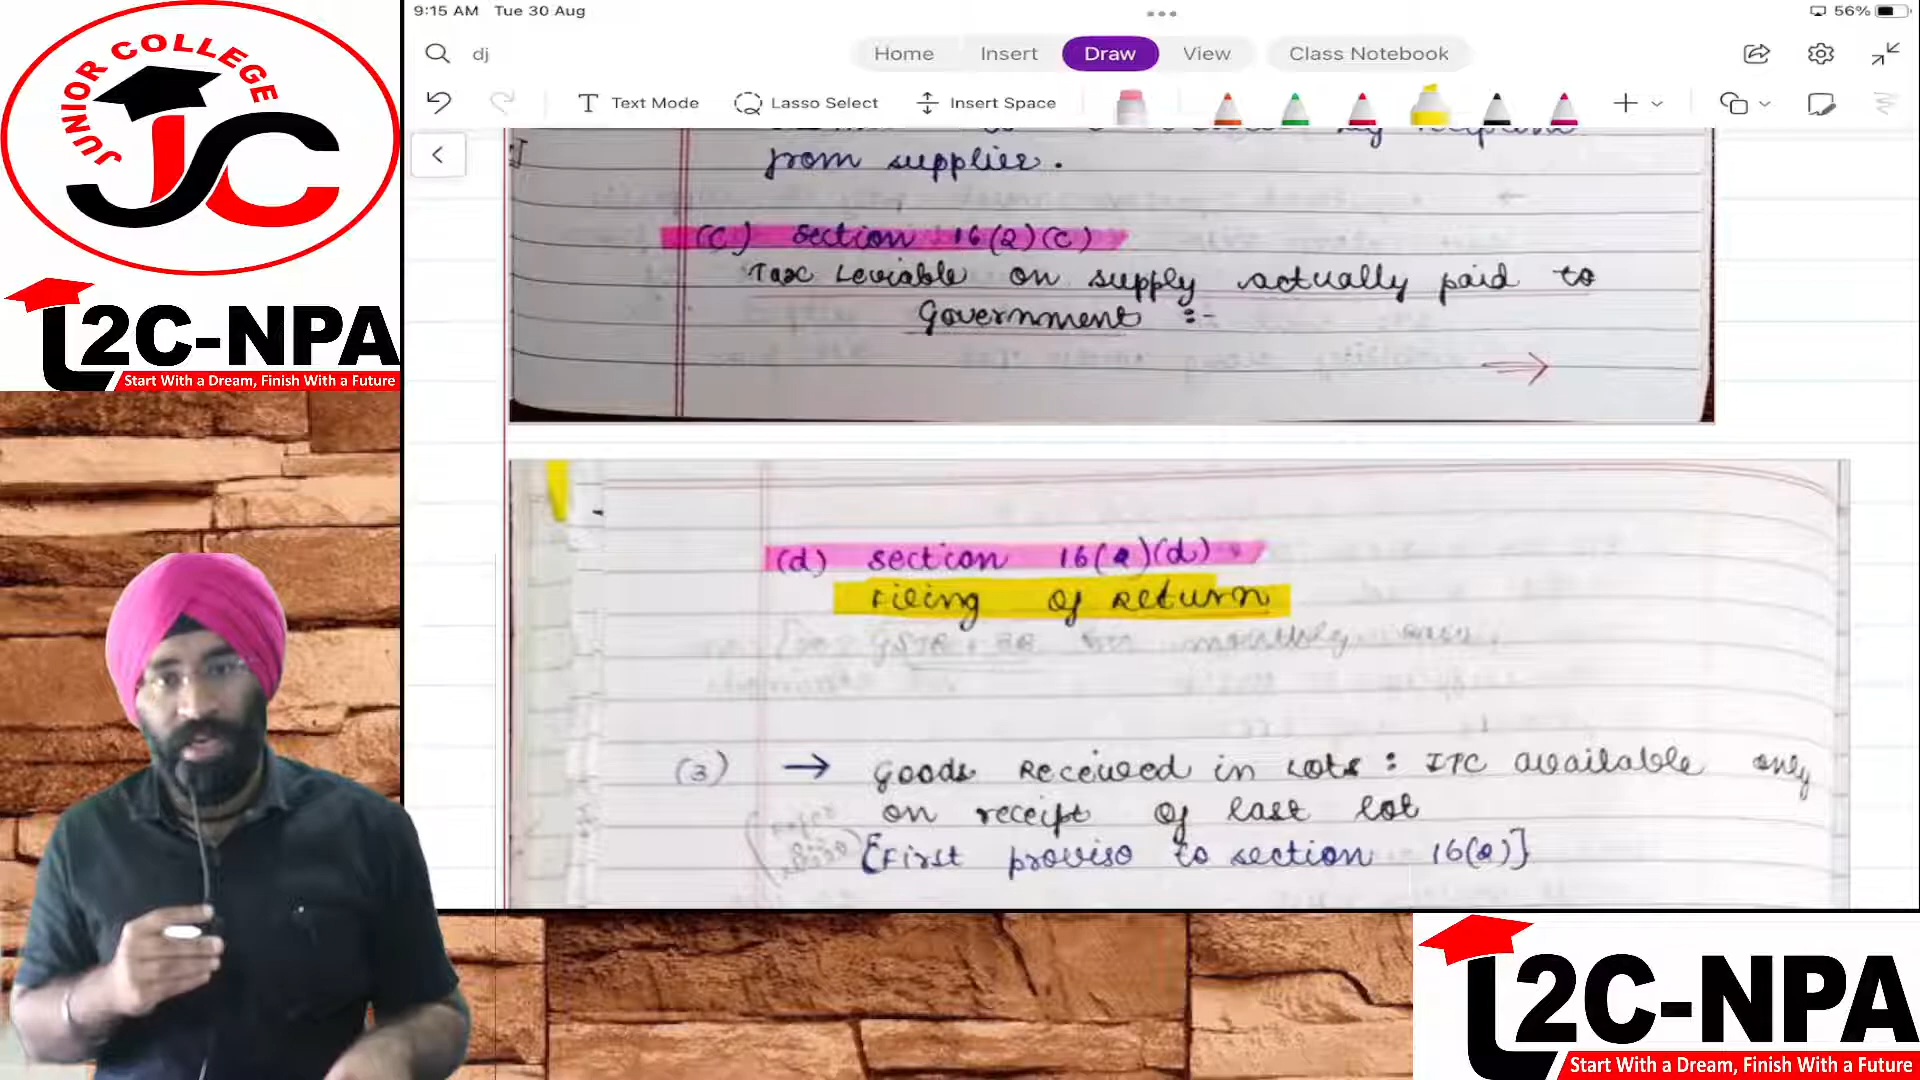 JUNIOR COLLEGE
JC
L2C-NPA
Start With a Dream, Finish With a Future
9:15 AM Tue 30 Aug
56%
dj
Home Insert Draw View Class Notebook
Text Mode Lasso Select Insert Space
from supplier.
(c) section 16(2)(c)
Tax Leviable on supply actually paid to
Government :-
(d) section 16(2)(d)
Filing of Return
(3) → Goods Received in Lots : ITC available only
on receipt of last lot
[First proviso to section 16(2)]
L2C-NPA
Start With a Dream, Finish With a Future